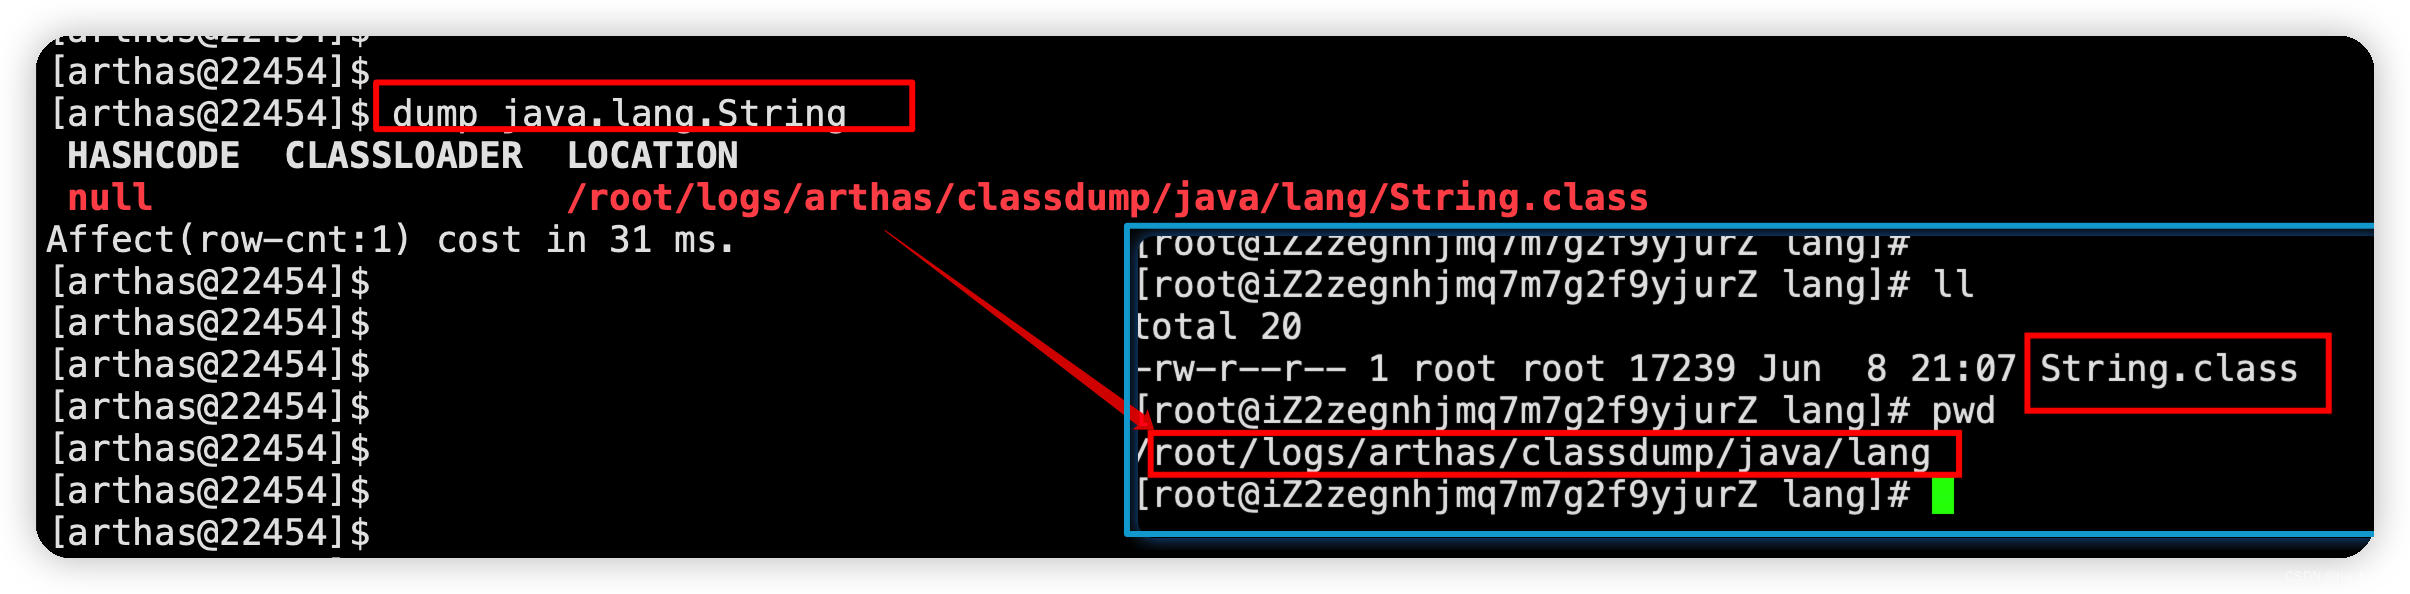 [arthas@22454]$
[arthas@22454]$
[arthas@22454]$ dump java.lang.String
HASHCODE CLASSLOADER LOCATION
null /root/logs/arthas/classdump/java/lang/String.class
Affect(row-cnt:1) cost in 31 ms.
[arthas@22454]$
[arthas@22454]$
[arthas@22454]$
[arthas@22454]$
[arthas@22454]$
[arthas@22454]$
[arthas@22454]$
[root@iZ2zegnhjmq7m7g2f9yjurZ lang]#
[root@iZ2zegnhjmq7m7g2f9yjurZ lang]# ll
total 20
-rw-r--r-- 1 root root 17239 Jun 8 21:07 String.class
[root@iZ2zegnhjmq7m7g2f9yjurZ lang]# pwd
/root/logs/arthas/classdump/java/lang
[root@iZ2zegnhjmq7m7g2f9yjurZ lang]#